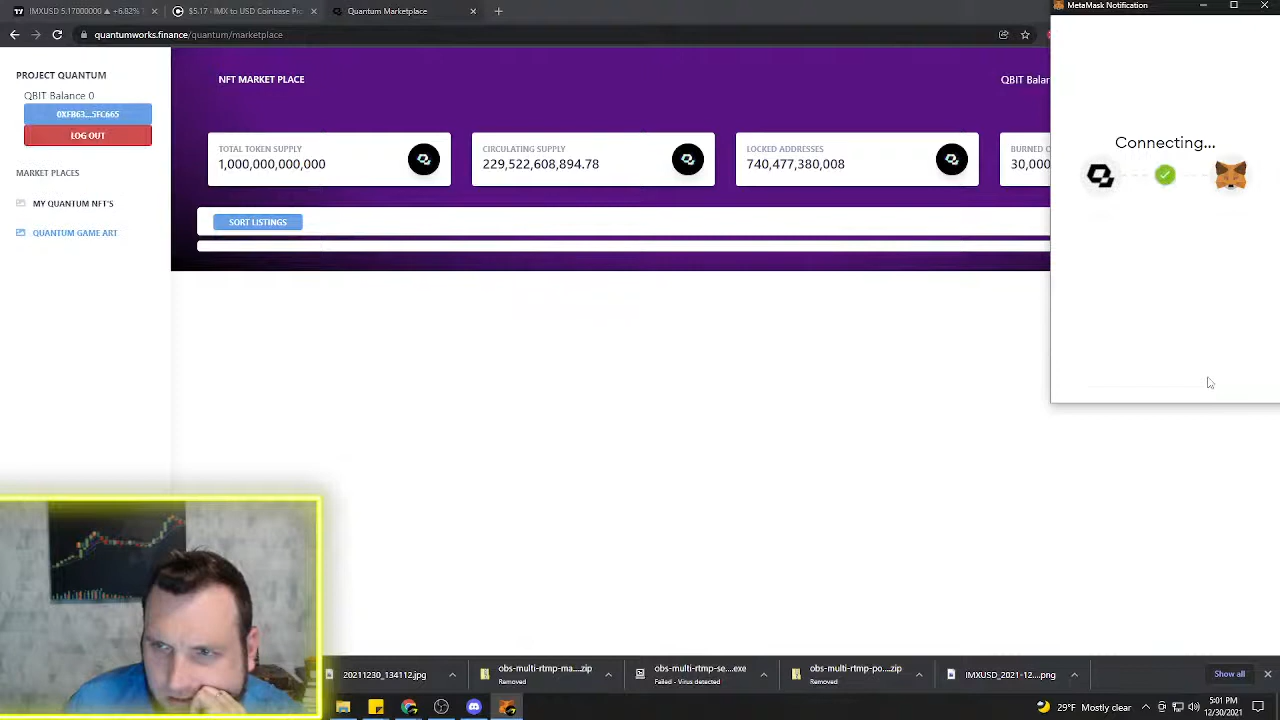 IMXUSD 5.17000000 ▲ +6.82%
$5.17 - IMX to USD Coinbase Pro
Quantum Marketplace
MetaMask Notification
quantumworks.finance/quantum/marketplace
PROJECT QUANTUM
QBIT Balance 0
0XFB63...5FC665
LOG OUT
MARKET PLACES
MY QUANTUM NFT'S
QUANTUM GAME ART
NFT MARKET PLACE
QBIT Balan
TOTAL TOKEN SUPPLY
1,000,000,000,000
CIRCULATING SUPPLY
229,522,608,894.78
LOCKED ADDRESSES
740,477,380,008
BURNED Q
30,000
SORT LISTINGS
Connecting...
20211230_134112.jpg
obs-multi-rtmp-ma....zip
Removed
obs-multi-rtmp-se....exe
Failed - Virus detected
obs-multi-rtmp-po....zip
Removed
IMXUSD_2021-12-....png
Show all
29°F Mostly clear
5:01 PM
12/30/2021